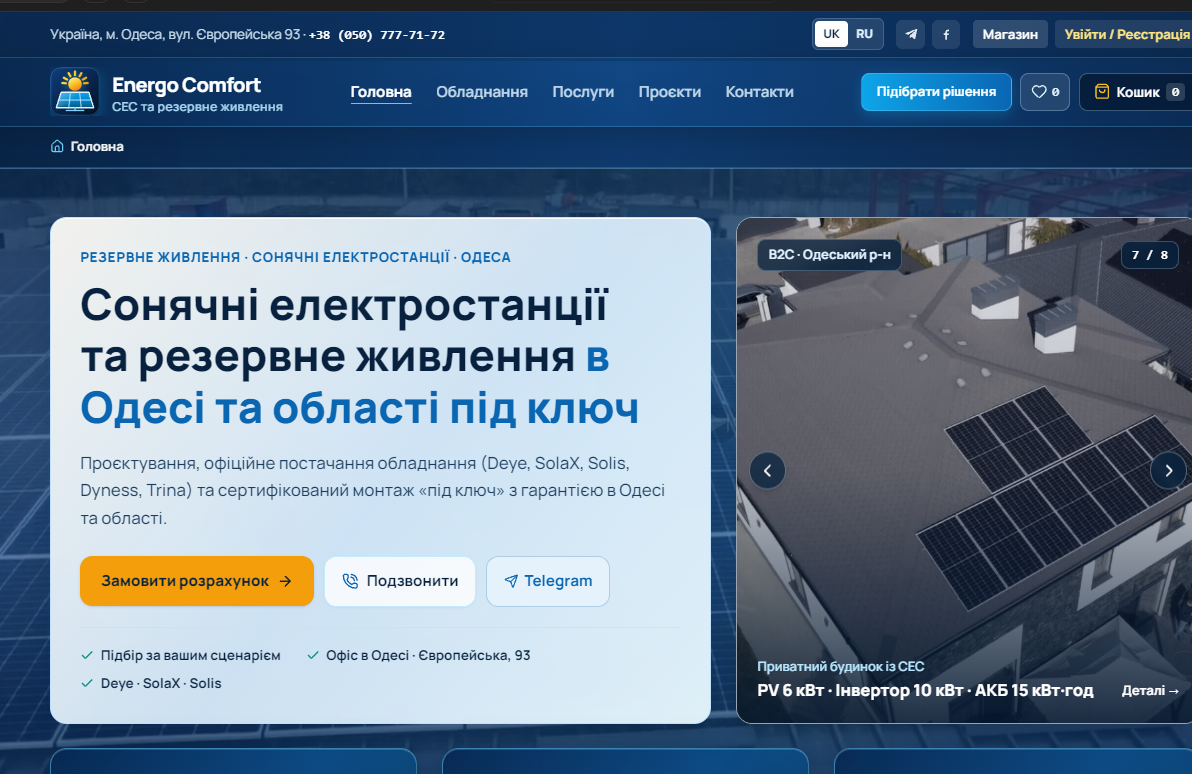 Україна, м. Одеса, вул. Європейська 93 · +38 (050) 777-71-72
UK RU
Магазин
Увійти / Реєстрація
Energo Comfort
СЕС та резервне живлення
Головна Обладнання Послуги Проєкти Контакти
Підібрати рішення
0
Кошик 0
Головна
РЕЗЕРВНЕ ЖИВЛЕННЯ · СОНЯЧНІ ЕЛЕКТРОСТАНЦІЇ · ОДЕСА
Сонячні електростанції
та резервне живлення в
Одесі та області під ключ
Проєктування, офіційне постачання обладнання (Deye, SolaX, Solis,
Dyness, Trina) та сертифікований монтаж «під ключ» з гарантією в Одесі
та області.
Замовити розрахунок →
Подзвонити
Telegram
Підбір за вашим сценарієм
Офіс в Одесі · Європейська, 93
Deye · SolaX · Solis
B2C · Одеський р-н
7 / 8
Приватний будинок із СЕС
PV 6 кВт · Інвертор 10 кВт · АКБ 15 кВт·год
Деталі →